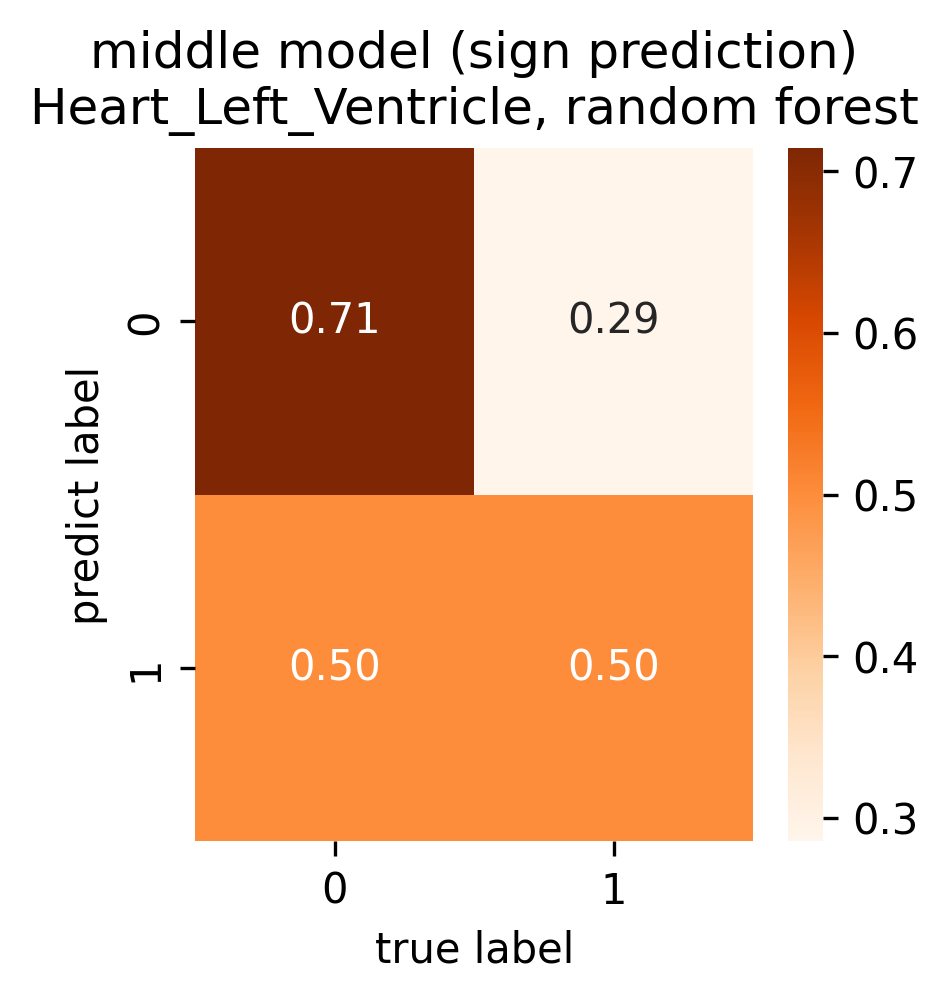 middle model (sign prediction)
Heart_Left_Ventricle, random forest
0.71 0.29
0.50 0.50
0
1
predict label
0 1
true label
0.7
0.6
0.5
0.4
0.3